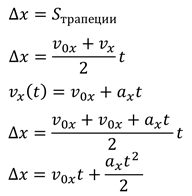 Δx = Sтрапеции
Δx = (v₀ₓ + vₓ)/2 t
vₓ(t) = v₀ₓ + aₓt
Δx = (v₀ₓ + v₀ₓ + aₓt)/2 t
Δx = v₀ₓt + aₓt²/2